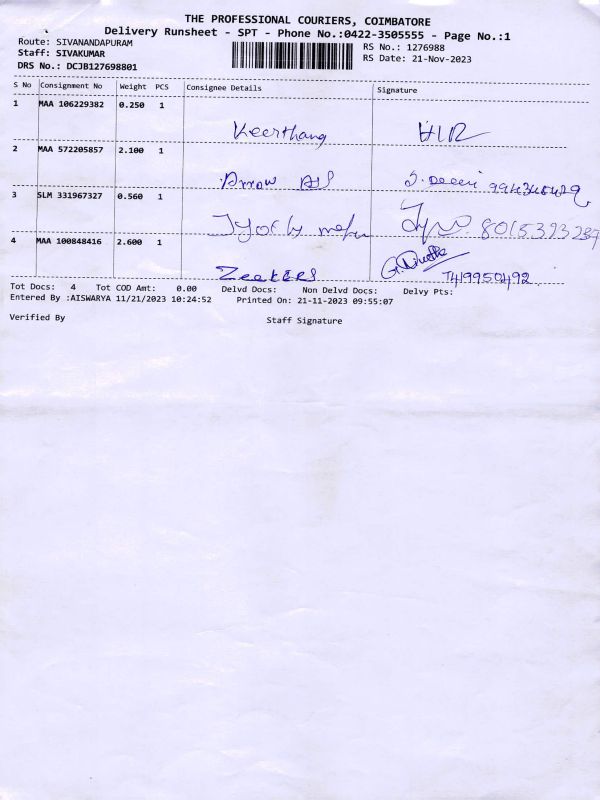 THE PROFESSIONAL COURIERS, COIMBATORE
Delivery Runsheet - SPT - Phone No.:0422-3505555 - Page No.:1
Route: SIVANANDAPURAM
RS No.: 1276988
Staff: SIVAKUMAR
RS Date: 21-Nov-2023
DRS No.: DCJB127698801
S No Consignment No Weight PCS Consignee Details Signature
1 MAA 106229382 0.250 1
Keerthang
2 MAA 572205857 2.100 1
Arrow
3 SLM 331967327 0.560 1
8015393289
4 MAA 100848416 2.600 1
Zeekers 7419950492
Tot Docs: 4 Tot COD Amt: 0.00 Delvd Docs: Non Delvd Docs: Delvy Pts:
Entered By :AISWARYA 11/21/2023 10:24:52 Printed On: 21-11-2023 09:55:07
Verified By Staff Signature